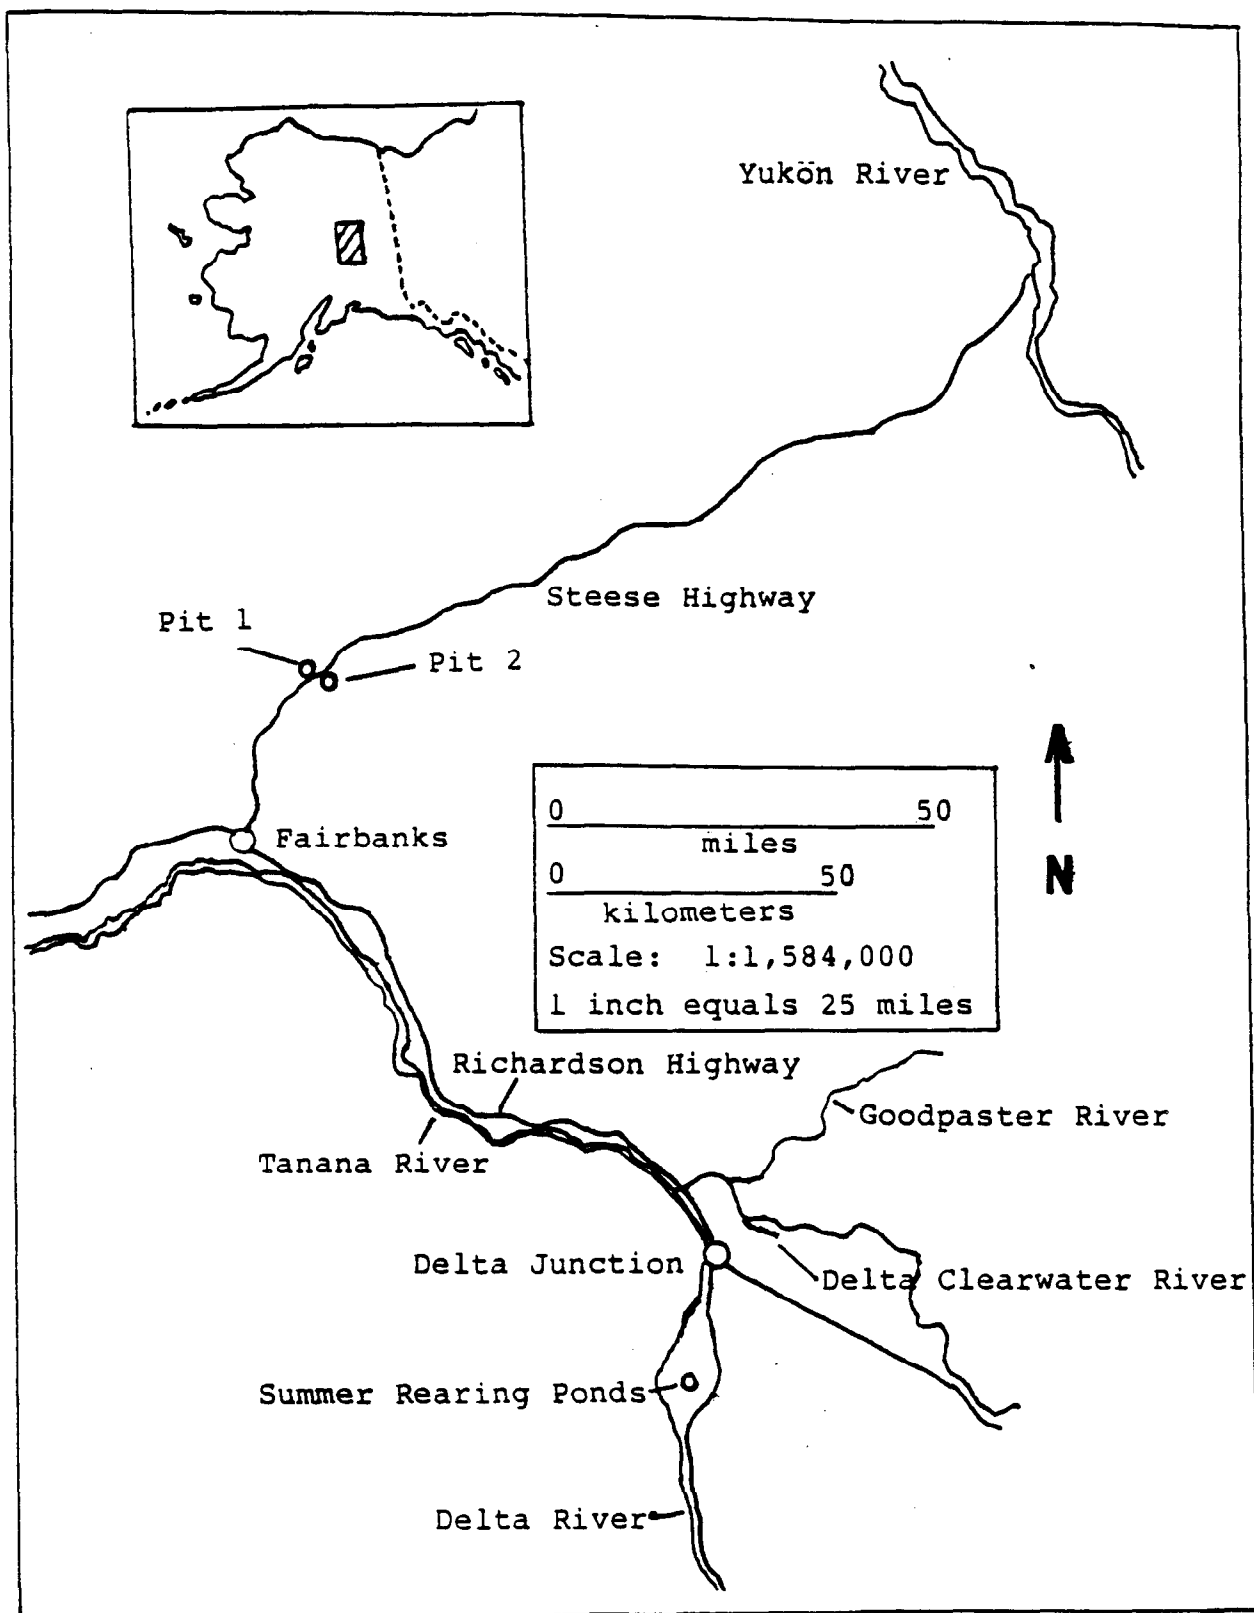 Yukon River
Steese Highway
Pit 1
Pit 2
Fairbanks
0 50
miles
0 50
kilometers
Scale: 1:1,584,000
1 inch equals 25 miles
N
Richardson Highway
Goodpaster River
Tanana River
Delta Junction
Delta Clearwater River
Summer Rearing Ponds
Delta River